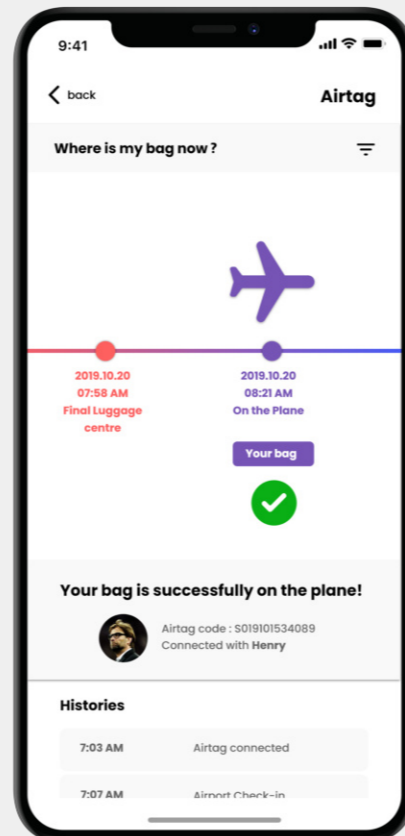 9:41
back
Airtag
Where is my bag now ?
2019.10.20
07:58 AM
Final Luggage
centre
2019.10.20
08:21 AM
On the Plane
Your bag
Your bag is successfully on the plane!
Airtag code : S019101534089
Connected with Henry
Histories
7:03 AM Airtag connected
7:07 AM Airport Check-in